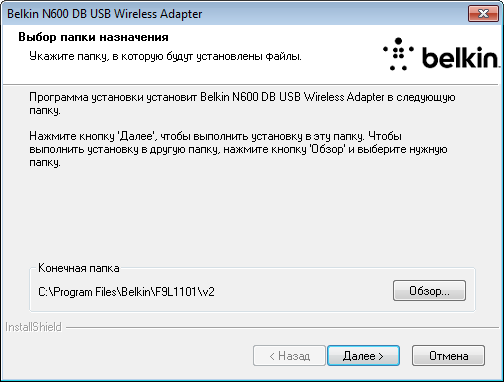 Belkin N600 DB USB Wireless Adapter
Выбор папки назначения
Укажите папку, в которую будут установлены файлы.
belkin.
Программа установки установит Belkin N600 DB USB Wireless Adapter в следующую
папку.
Нажмите кнопку 'Далее', чтобы выполнить установку в эту папку. Чтобы
выполнить установку в другую папку, нажмите кнопку 'Обзор' и выберите нужную
папку.
Конечная папка
C:\Program Files\Belkin\F9L1101\v2
Обзор...
InstallShield
< Назад
Далее >
Отмена